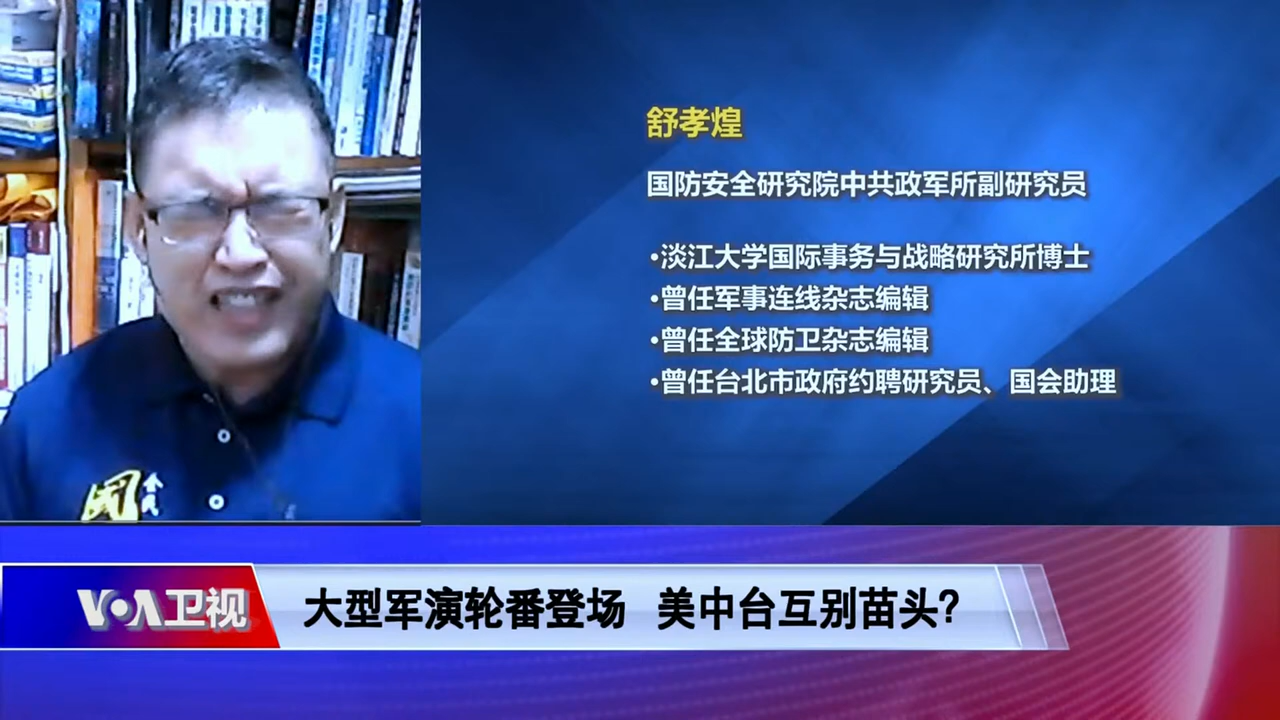 舒孝煌
国防安全研究院中共政军所副研究员
•淡江大学国际事务与战略研究所博士
•曾任军事连线杂志编辑
•曾任全球防卫杂志编辑
•曾任台北市政府约聘研究员、国会助理
國
VOA卫视
大型军演轮番登场 美中台互别苗头?